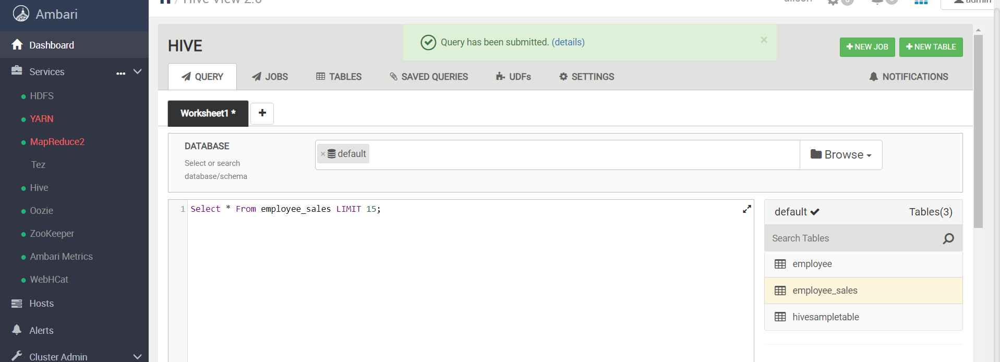 Ambari
Hive View 2.0
admin
Dashboard
Services
HDFS
YARN
MapReduce2
Tez
Hive
Oozie
ZooKeeper
Ambari Metrics
WebHCat
Hosts
Alerts
Cluster Admin
HIVE
Query has been submitted. (details)
×
NEW JOB
NEW TABLE
QUERY
JOBS
TABLES
SAVED QUERIES
UDFs
SETTINGS
NOTIFICATIONS
Worksheet1 *
DATABASE
Select or search
database/schema
× default
Browse
1 Select * From employee_sales LIMIT 15;
default
Tables(3)
Search Tables
employee
employee_sales
hivesampletable